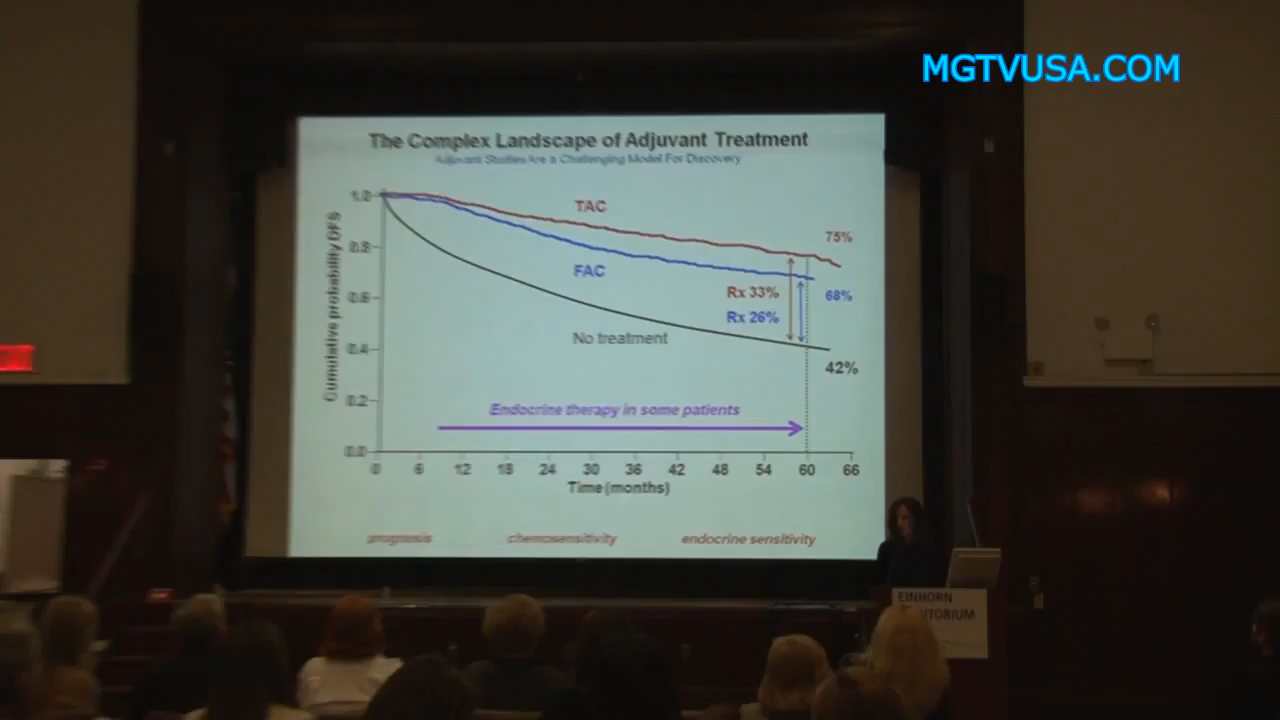 MGTVUSA.COM
The Complex Landscape of Adjuvant Treatment
Adjuvant Studies Are a Challenging Model For Discovery
Cumulative probability DFS
1.0
0.8
0.6
0.4
0.2
0.0
TAC
75%
FAC
Rx 33%
68%
Rx 26%
No treatment
42%
Endocrine therapy in some patients
0 6 12 18 24 30 36 42 48 54 60 66
Time (months)
prognosis chemosensitivity endocrine sensitivity
EINHORN